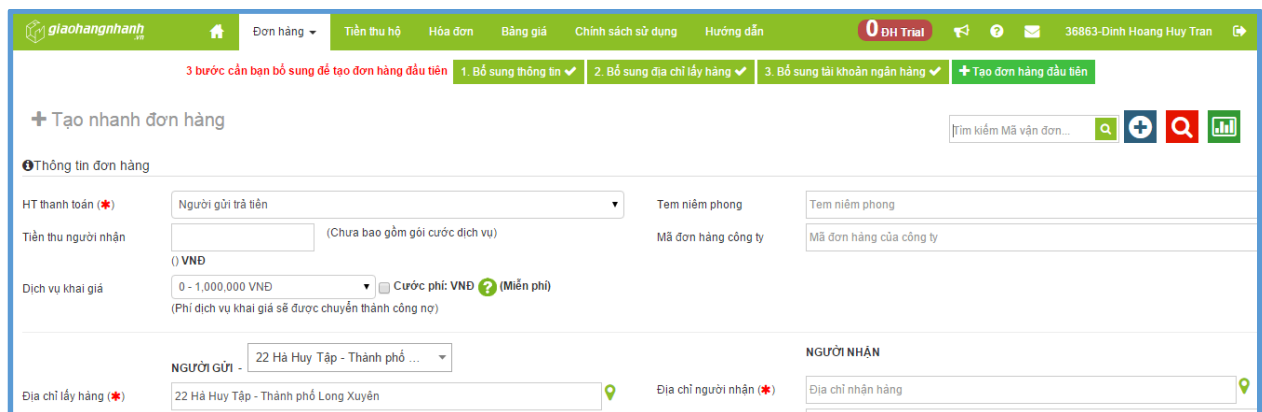 giaohangnhanh
.vn
Đơn hàng Tiền thu hộ Hóa đơn Bảng giá Chính sách sử dụng Hướng dẫn 0 ĐH Trial 36863-Dinh Hoang Huy Tran
3 bước cần bạn bổ sung để tạo đơn hàng đầu tiên 1. Bổ sung thông tin 2. Bổ sung địa chỉ lấy hàng 3. Bổ sung tài khoản ngân hàng Tạo đơn hàng đầu tiên
Tạo nhanh đơn hàng
Tìm kiếm Mã vận đơn...
Thông tin đơn hàng
HT thanh toán (*) Người gửi trả tiền Tem niêm phong Tem niêm phong
Tiền thu người nhận (Chưa bao gồm gói cước dịch vụ) Mã đơn hàng công ty Mã đơn hàng của công ty
() VNĐ
Dịch vụ khai giá 0 - 1,000,000 VNĐ Cước phí: VNĐ ? (Miễn phí)
(Phí dịch vụ khai giá sẽ được chuyển thành công nợ)
NGƯỜI GỬI - 22 Hà Huy Tập - Thành phố ... NGƯỜI NHẬN
Địa chỉ lấy hàng (*) 22 Hà Huy Tập - Thành phố Long Xuyên Địa chỉ người nhận (*) Địa chỉ nhận hàng